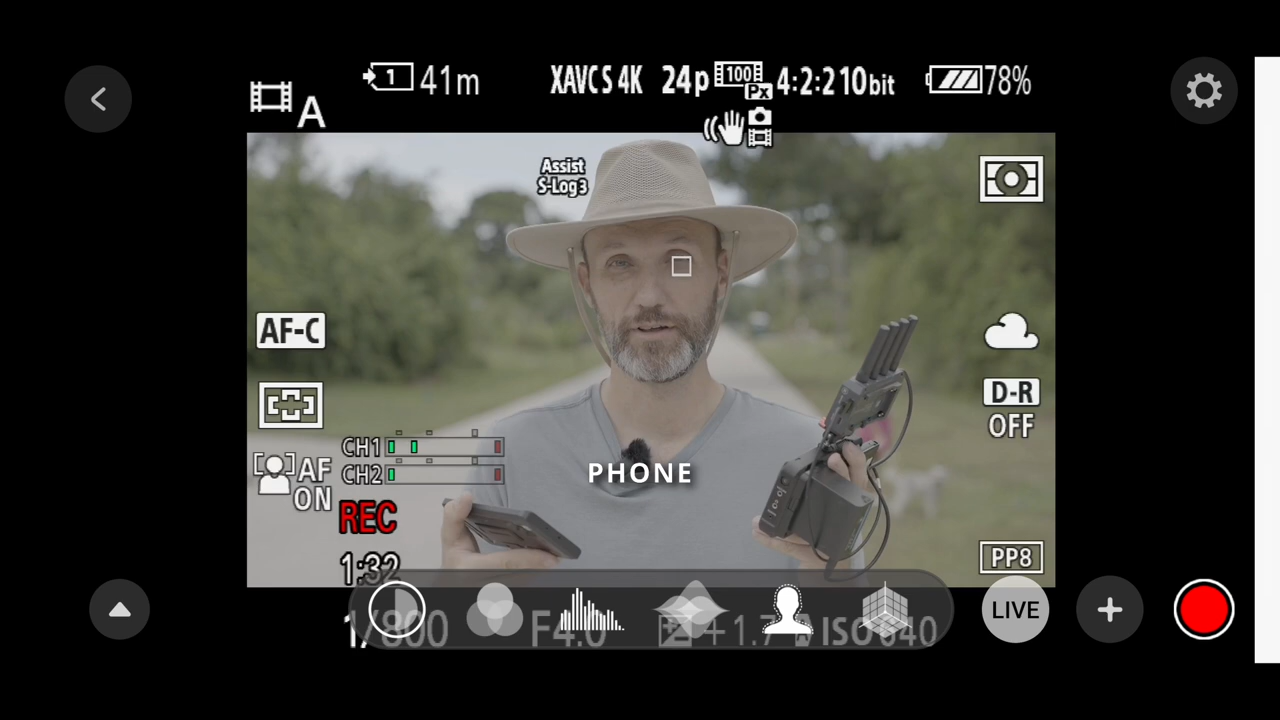 1 41m XAVC S 4K 24p 100 Px 4:2:2 10bit 78%
A
Assist
S-Log3
AF-C
D-R
OFF
CH1
CH2
AF
ON
PHONE
REC
1:32
PP8
1/800 F4.0 +1.7 ISO 640
LIVE